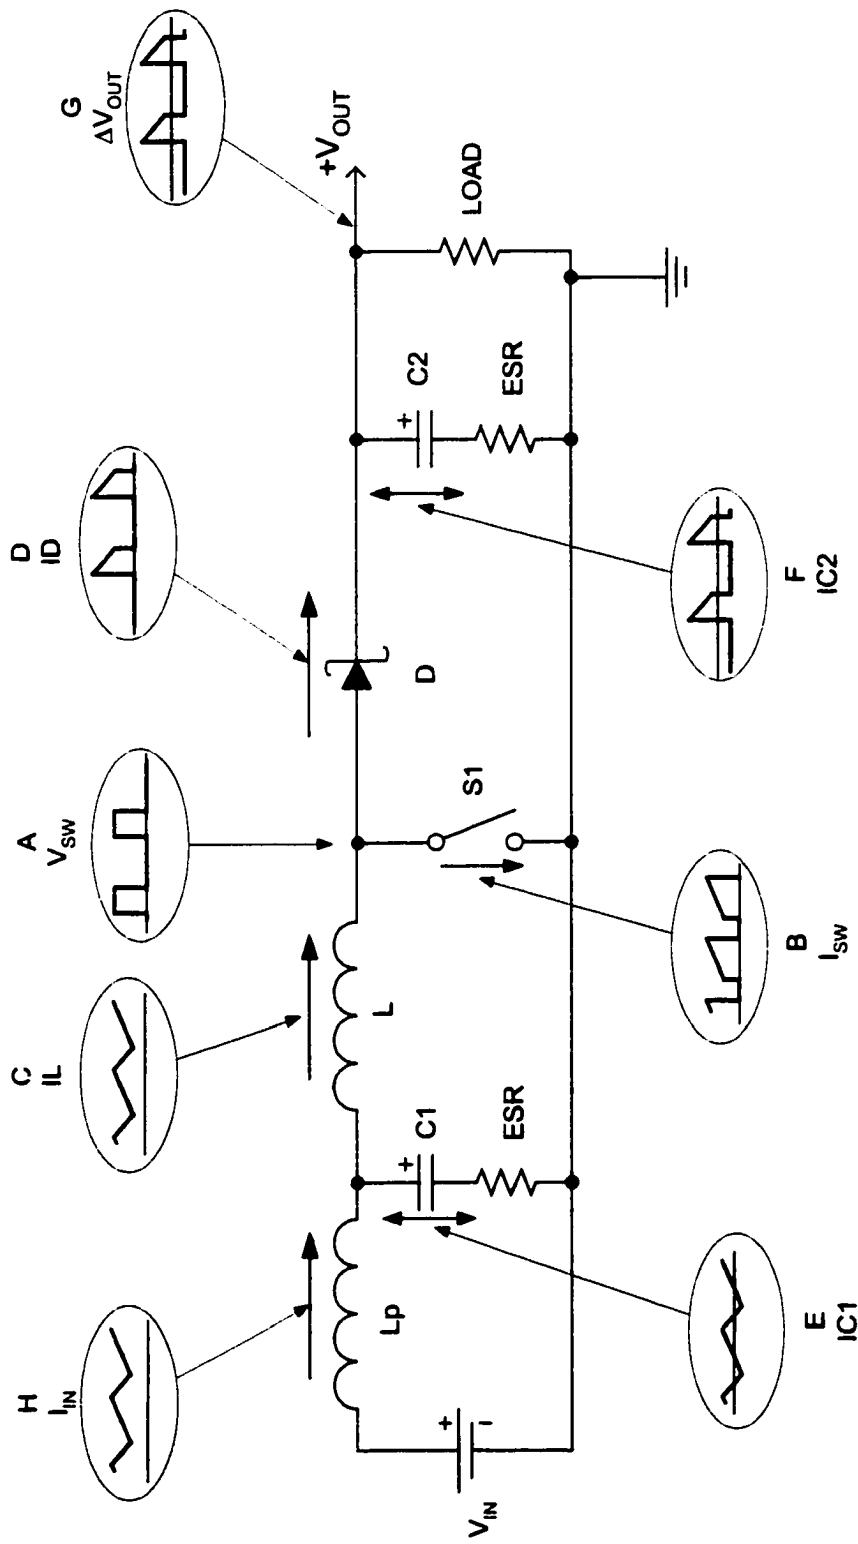 H
I_IN
C
IL
A
V_SW
D
ID
G
ΔV_OUT
+V_OUT
Lp
L
D
C1
ESR
S1
C2
ESR
LOAD
V_IN
+
-
+
+
E
IC1
B
I_SW
F
IC2